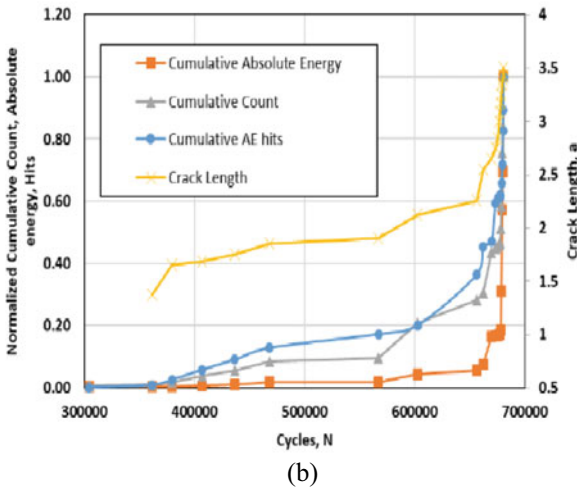 (b)
1.20
1.00
0.80
0.60
0.40
0.20
0.00
Normalized Cumulative Count, Absolute
energy, Hits
Cumulative Absolute Energy
Cumulative Count
Cumulative AE hits
Crack Length
4
3.5
3
2.5
2
1.5
1
0.5
Crack Length, a
300000 400000 500000 600000 700000
Cycles, N
(b)